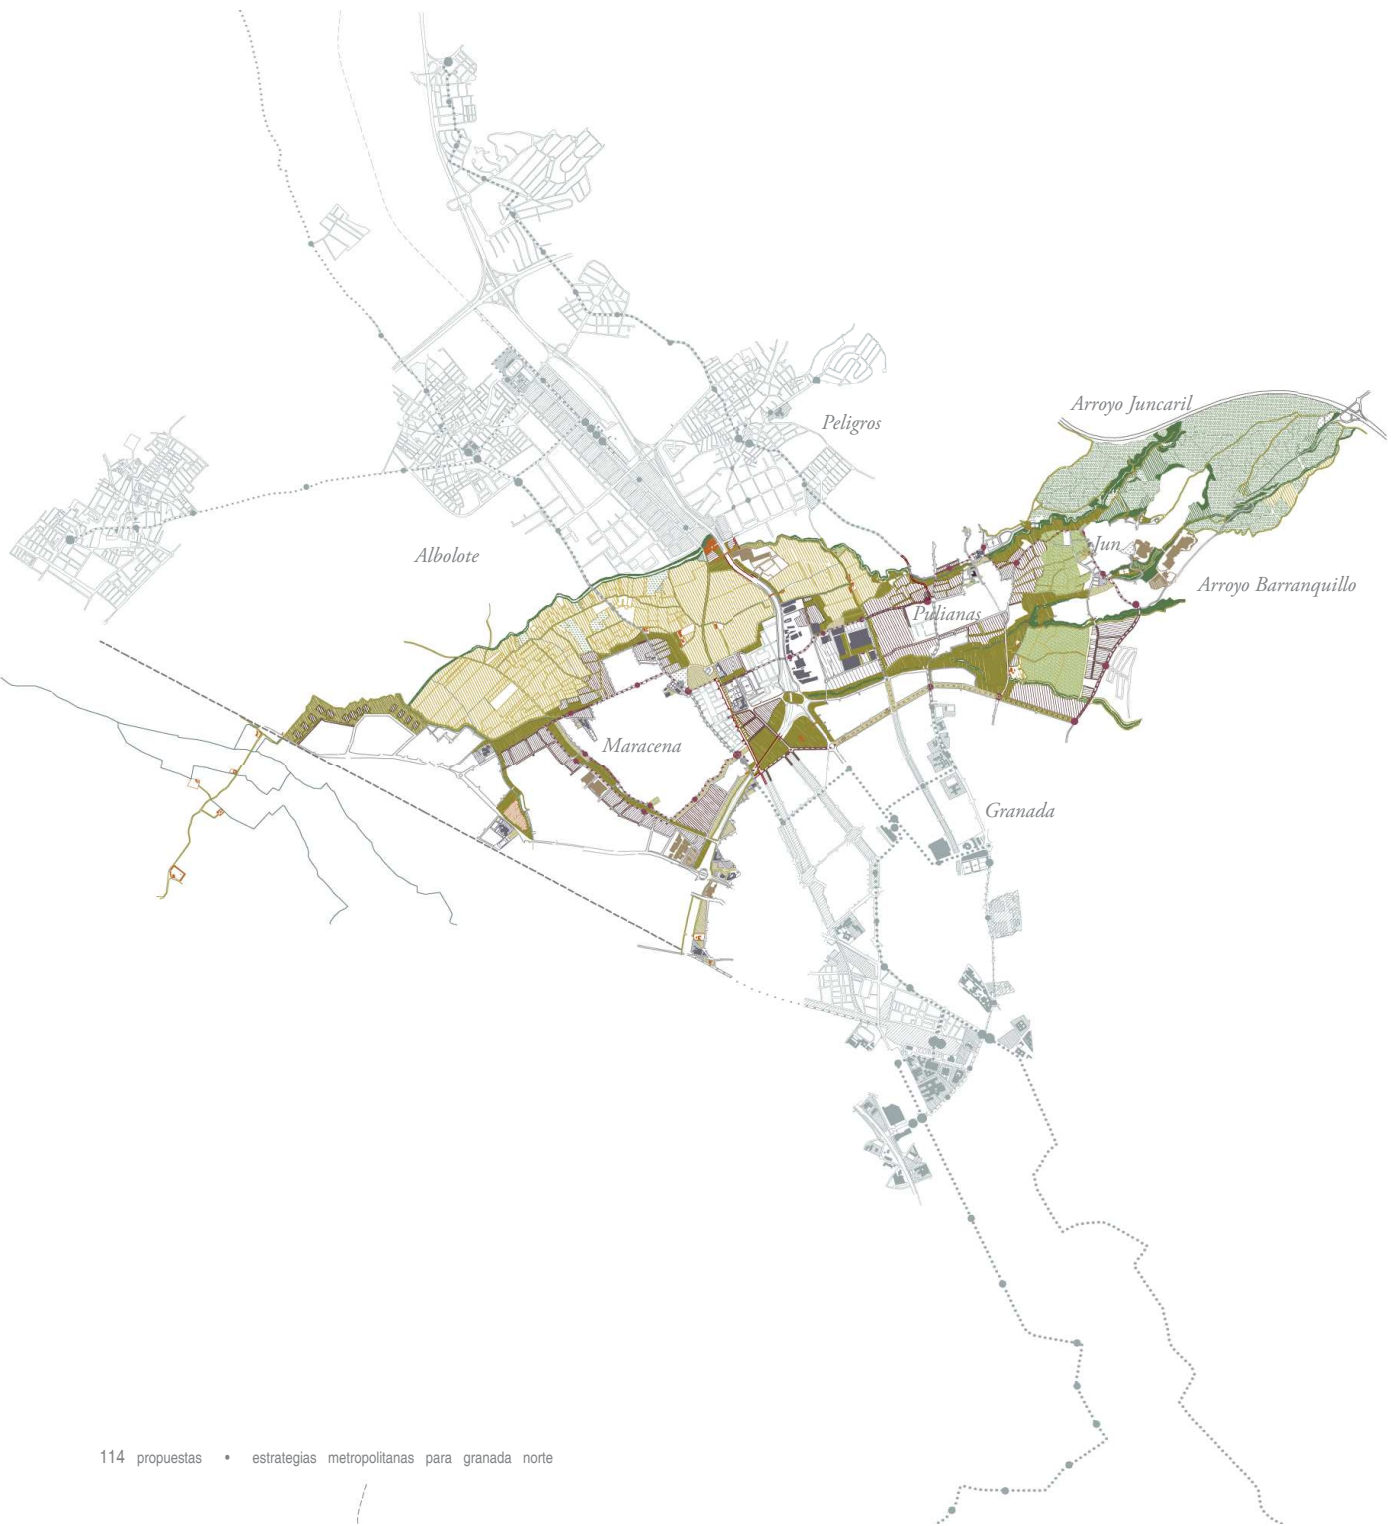 Arroyo Juncaril
Peligros
Jun
Albolote
Arroyo Barranquillo
Pulianas
Maracena
Granada
114 propuestas • estrategias metropolitanas para granada norte